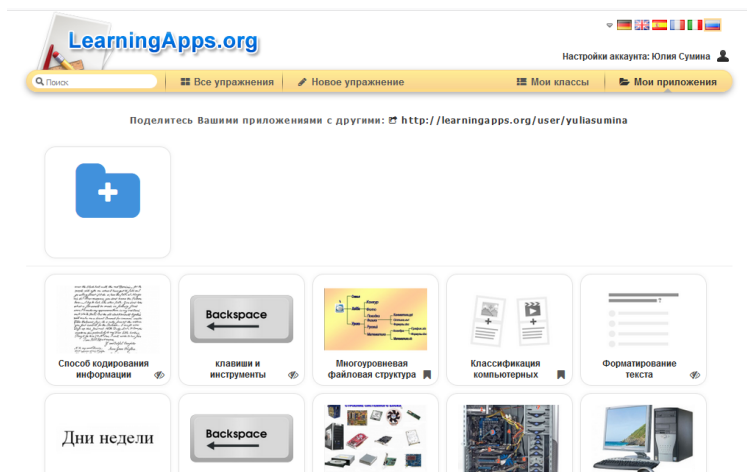 LearningApps.org
Настройки аккаунта: Юлия Сумина
Поиск
Все упражнения
Новое упражнение
Мои классы
Мои приложения
Поделитесь Вашими приложениями с другими: http://learningapps.org/user/yuliasumina
Backspace
Способ кодирования информации
клавиши и инструменты
Многоуровневая файловая структура
Классификация компьютерных
Форматирование текста
Дни недели
Backspace